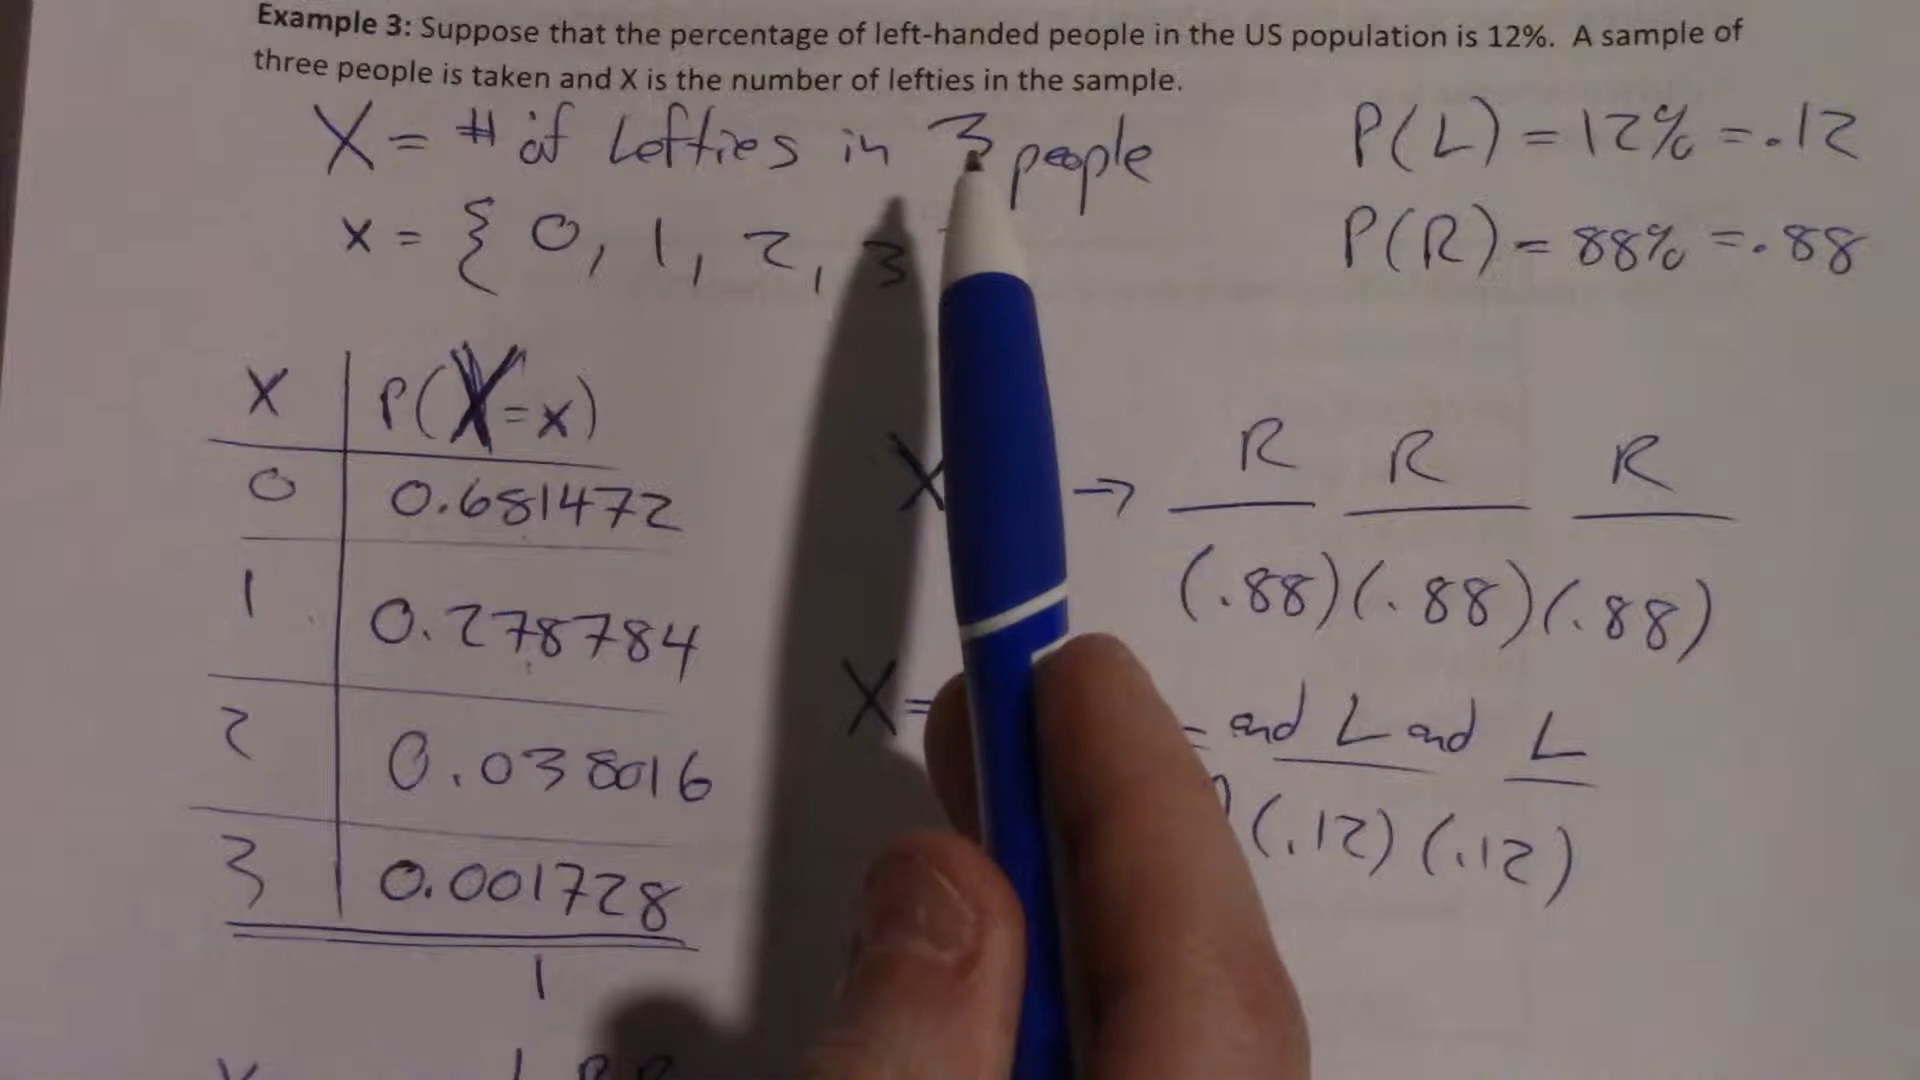 Example 3: Suppose that the percentage of left-handed people in the US population is 12%. A sample of
three people is taken and X is the number of lefties in the sample.
X = # of Lefties in 3 people
x = { 0, 1, 2, 3
P(L) = 12% = .12
P(R) = 88% = .88
x P(X=x)
0 0.681472
1 0.278784
2 0.038016
3 0.001728
1
X → R R R
(.88)(.88)(.88)
X = and L and L
(.12)(.12)